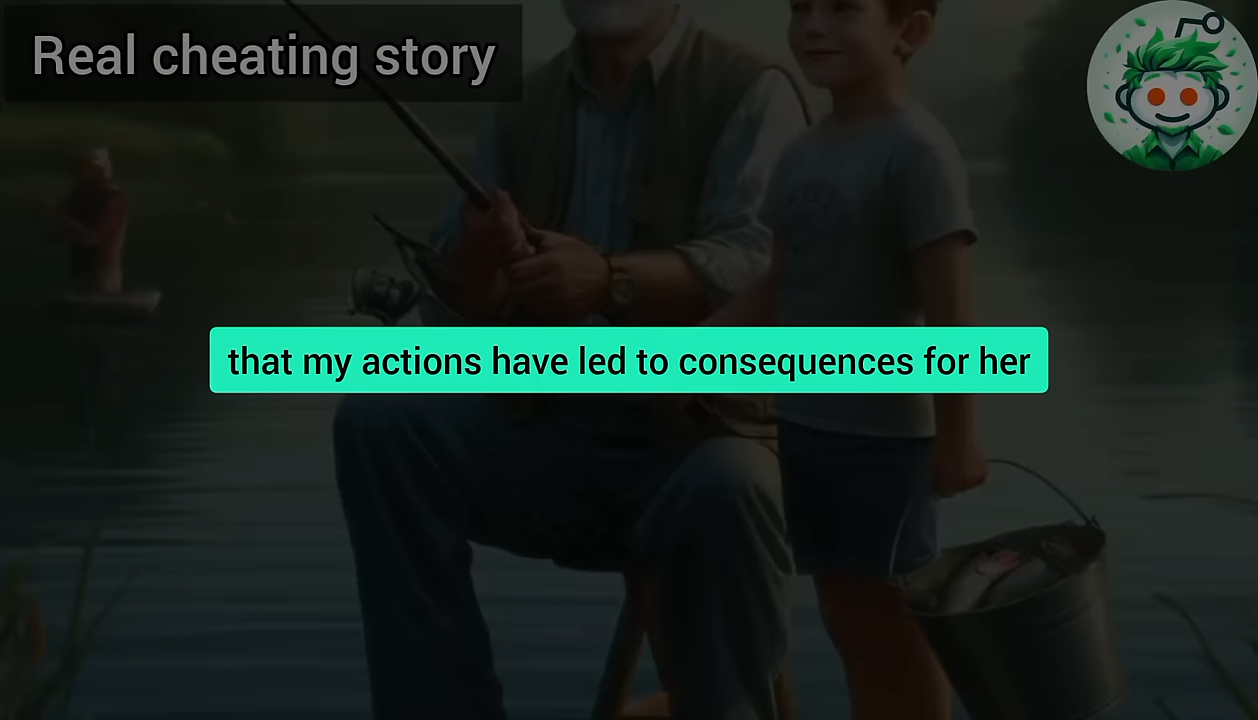 Real cheating story
that my actions have led to consequences for her